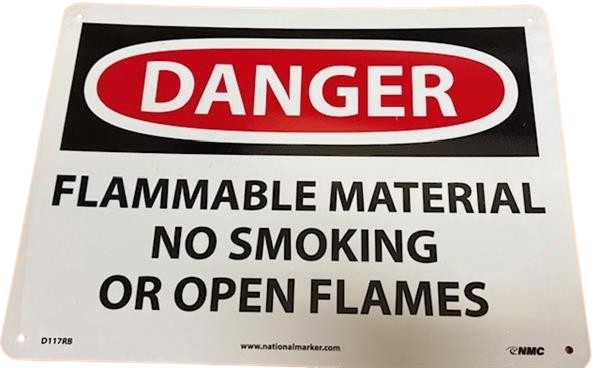 DANGER
FLAMMABLE MATERIAL
NO SMOKING
OR OPEN FLAMES
D117RB
www.nationalmarker.com
NMC